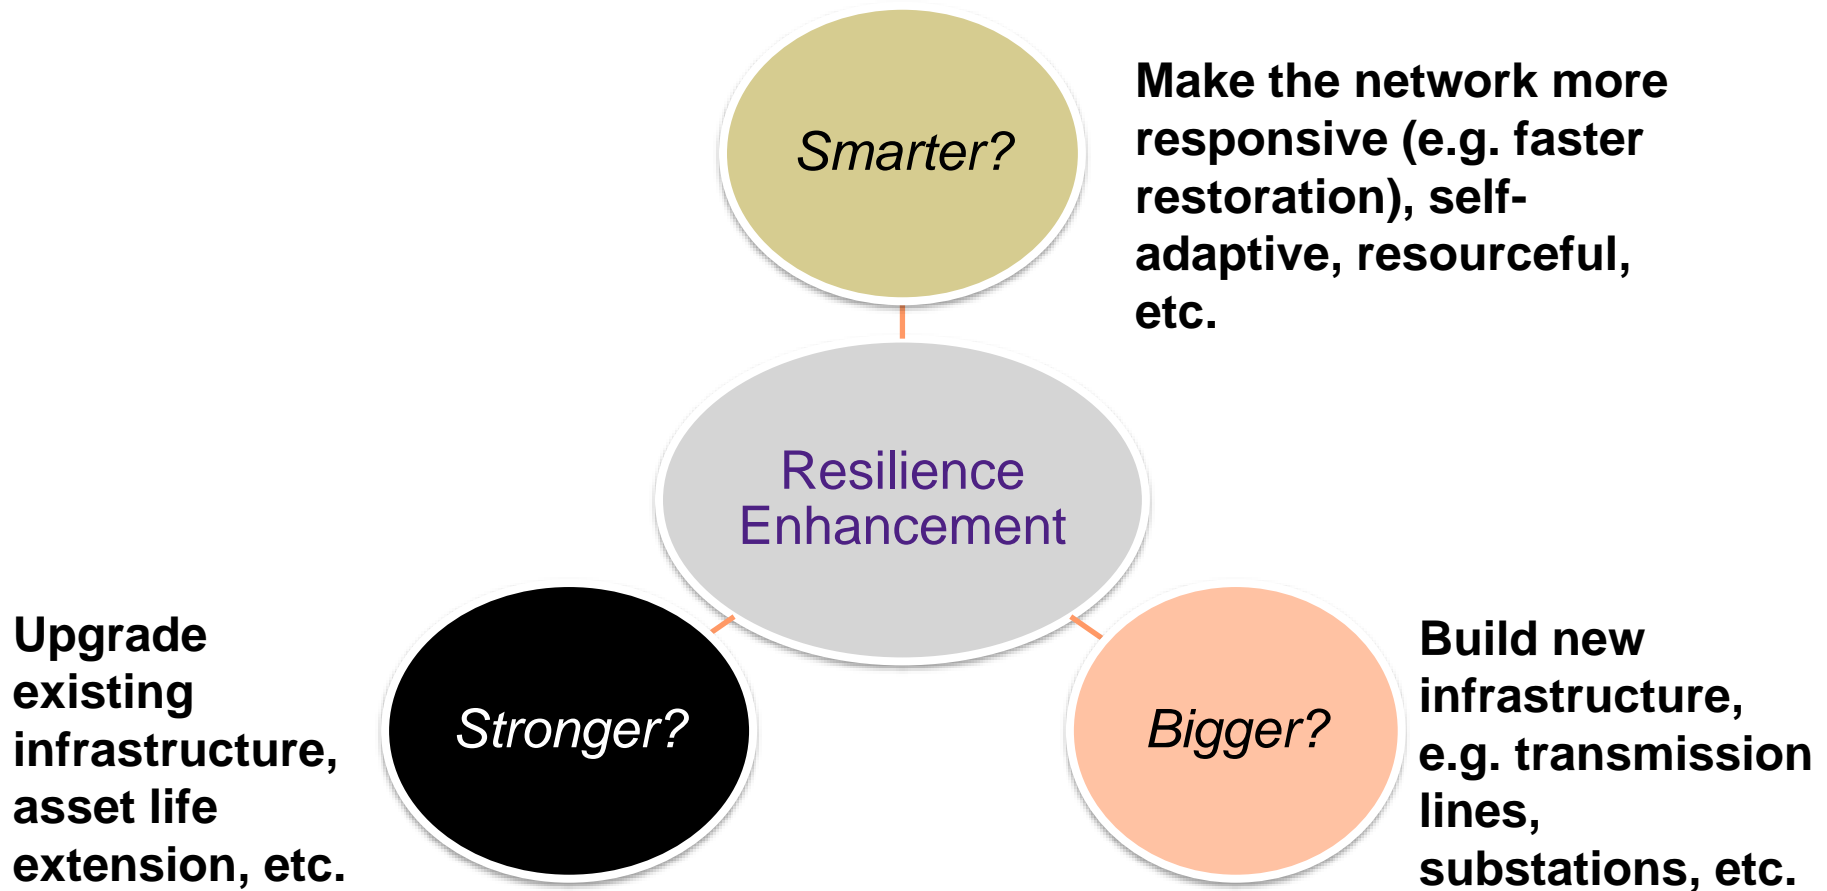 Smarter?
Make the network more
responsive (e.g. faster
restoration), self-
adaptive, resourceful,
etc.
Resilience
Enhancement
Upgrade
existing
infrastructure,
asset life
extension, etc.
Stronger?
Bigger?
Build new
infrastructure,
e.g. transmission
lines,
substations, etc.